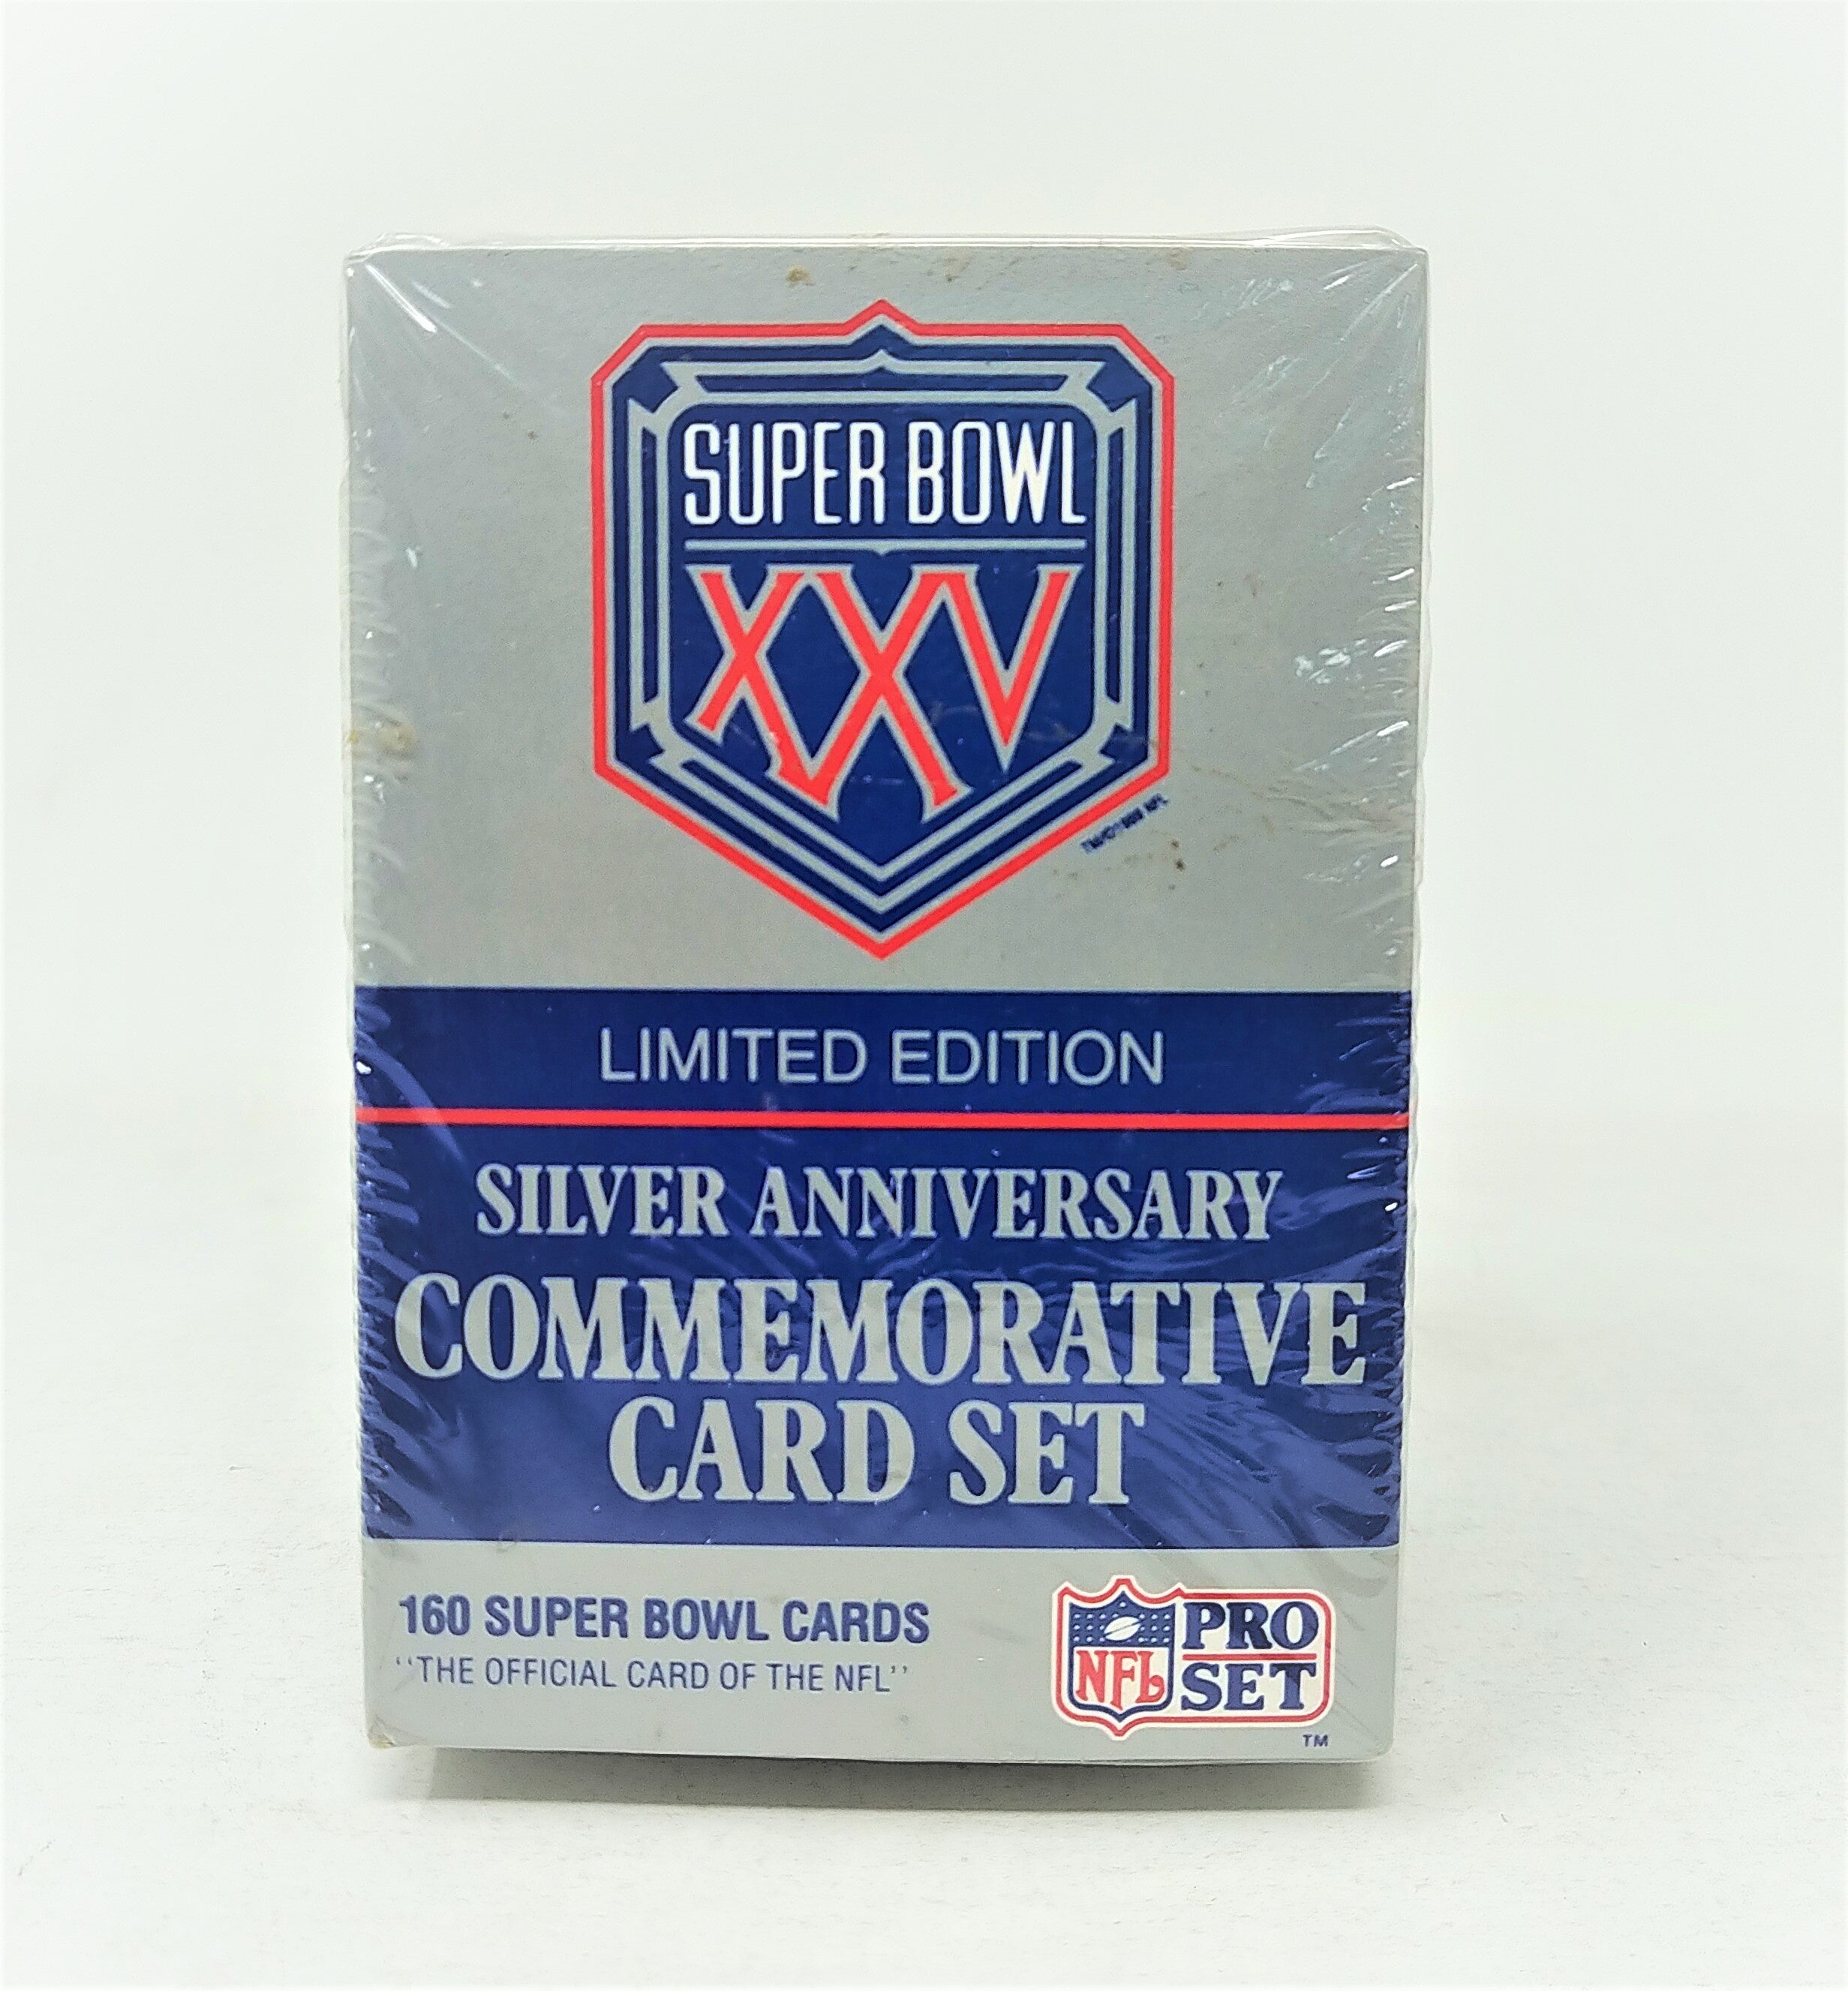 SUPER BOWL
XXV
LIMITED EDITION
SILVER ANNIVERSARY
COMMEMORATIVE
CARD SET
160 SUPER BOWL CARDS
"THE OFFICIAL CARD OF THE NFL"
NFL
PRO
SET
TM